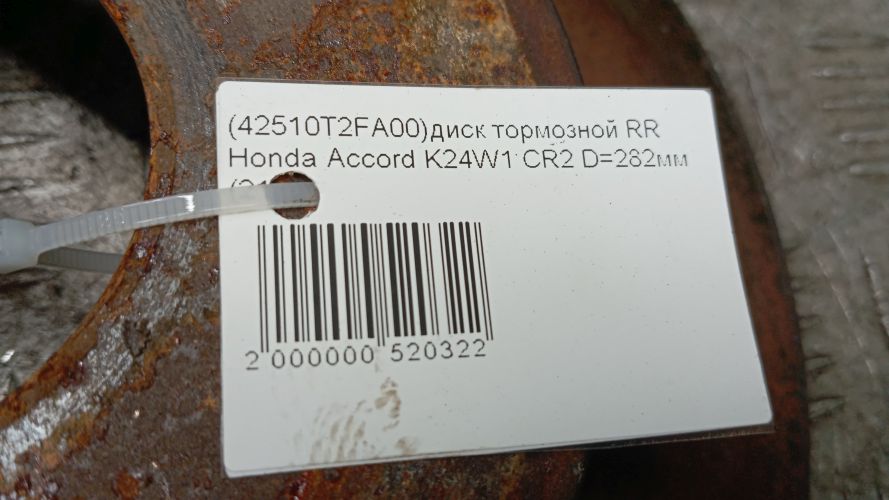 (42510T2FA00)диск тормозной RR
Honda Accord K24W1 CR2 D=282мм
2 000000 520322